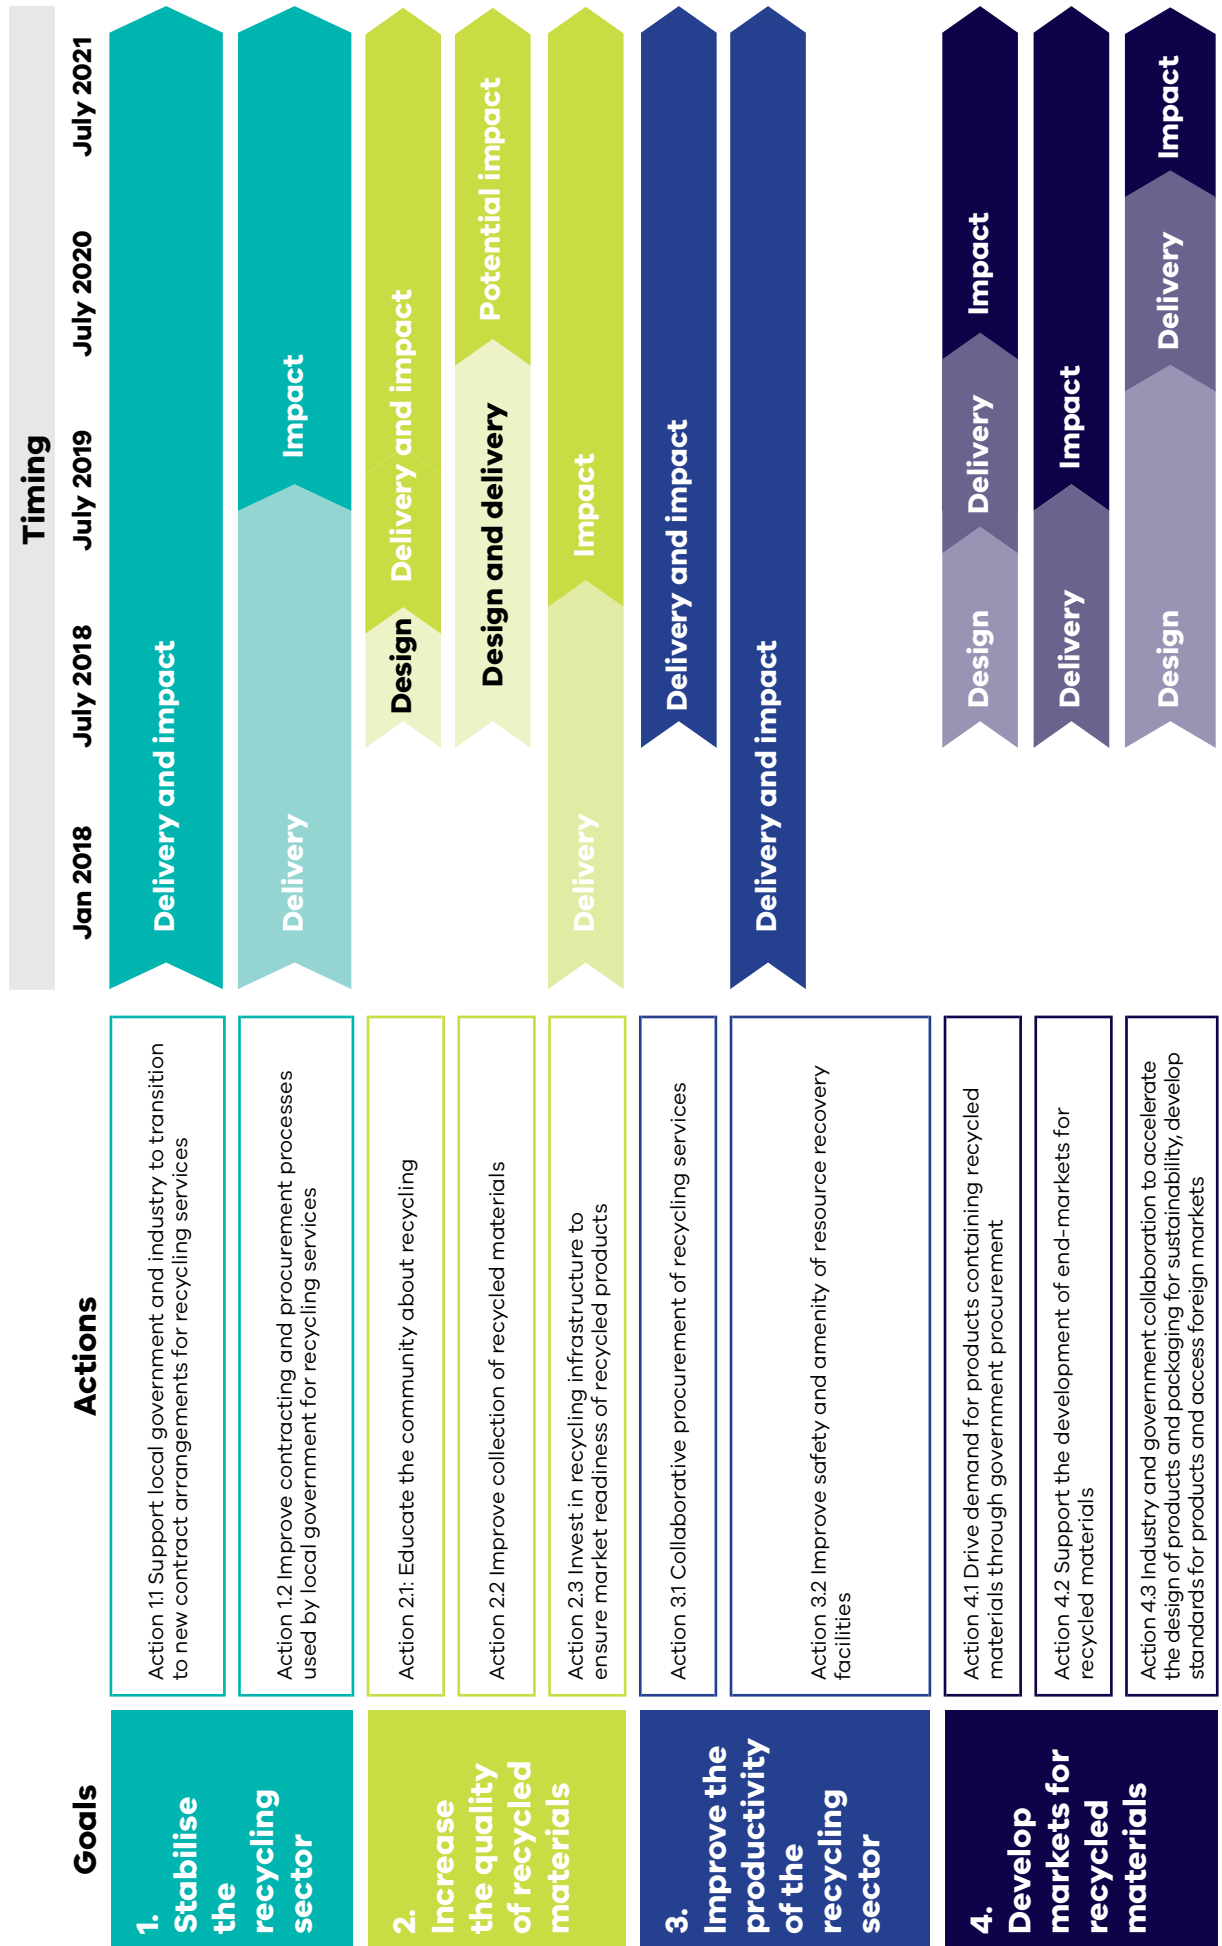 Goals
Actions
Timing
Jan 2018
July 2018
July 2019
July 2020
July 2021
1.
Stabilise
the
recycling
sector
Action 1.1 Support local government and industry to transition
to new contract arrangements for recycling services
Delivery and impact
Action 1.2 Improve contracting and procurement processes
used by local government for recycling services
Delivery
Impact
2.
Increase
the quality
of recycled
materials
Action 2.1: Educate the community about recycling
Design
Delivery and impact
Action 2.2 Improve collection of recycled materials
Design and delivery
Potential impact
Action 2.3 Invest in recycling infrastructure to
ensure market readiness of recycled products
Delivery
Impact
3.
Improve the
productivity
of the
recycling
sector
Action 3.1 Collaborative procurement of recycling services
Delivery and impact
Action 3.2 Improve safety and amenity of resource recovery
facilities
Delivery and impact
4.
Develop
markets for
recycled
materials
Action 4.1 Drive demand for products containing recycled
materials through government procurement
Design
Delivery
Impact
Action 4.2 Support the development of end-markets for
recycled materials
Delivery
Impact
Action 4.3 Industry and government collaboration to accelerate
the design of products and packaging for sustainability, develop
standards for products and access foreign markets
Design
Delivery
Impact